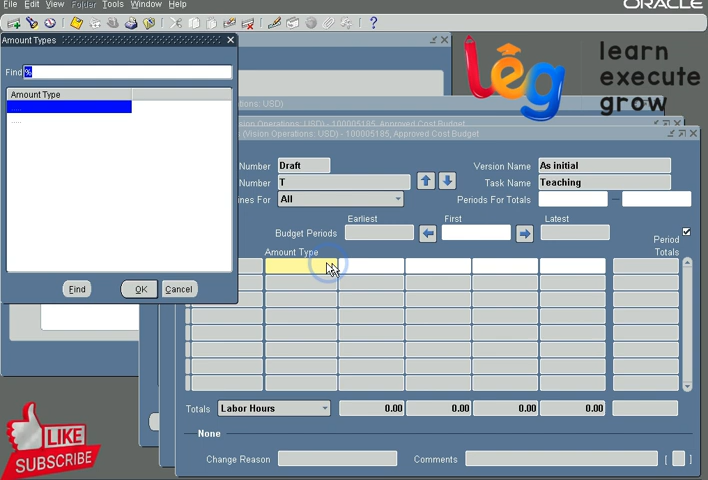 File Edit View Folder Tools Window Help
ORACLE
Amount Types
Find %
Amount Type
.....
.....
Find OK Cancel
leg
learn
execute
grow
ions: USD)
sion Operations: USD) - 100005185, Approved Cost Budget
(Vision Operations: USD) - 100005185, Approved Cost Budget
Number Draft
Version Name As initial
Number T
Task Name Teaching
nes For All
Periods For Totals
Earliest First Latest
Budget Periods
Period
Totals
Amount Type
Totals Labor Hours 0.00 0.00 0.00 0.00
None
Change Reason Comments [ ]
LIKE
SUBSCRIBE